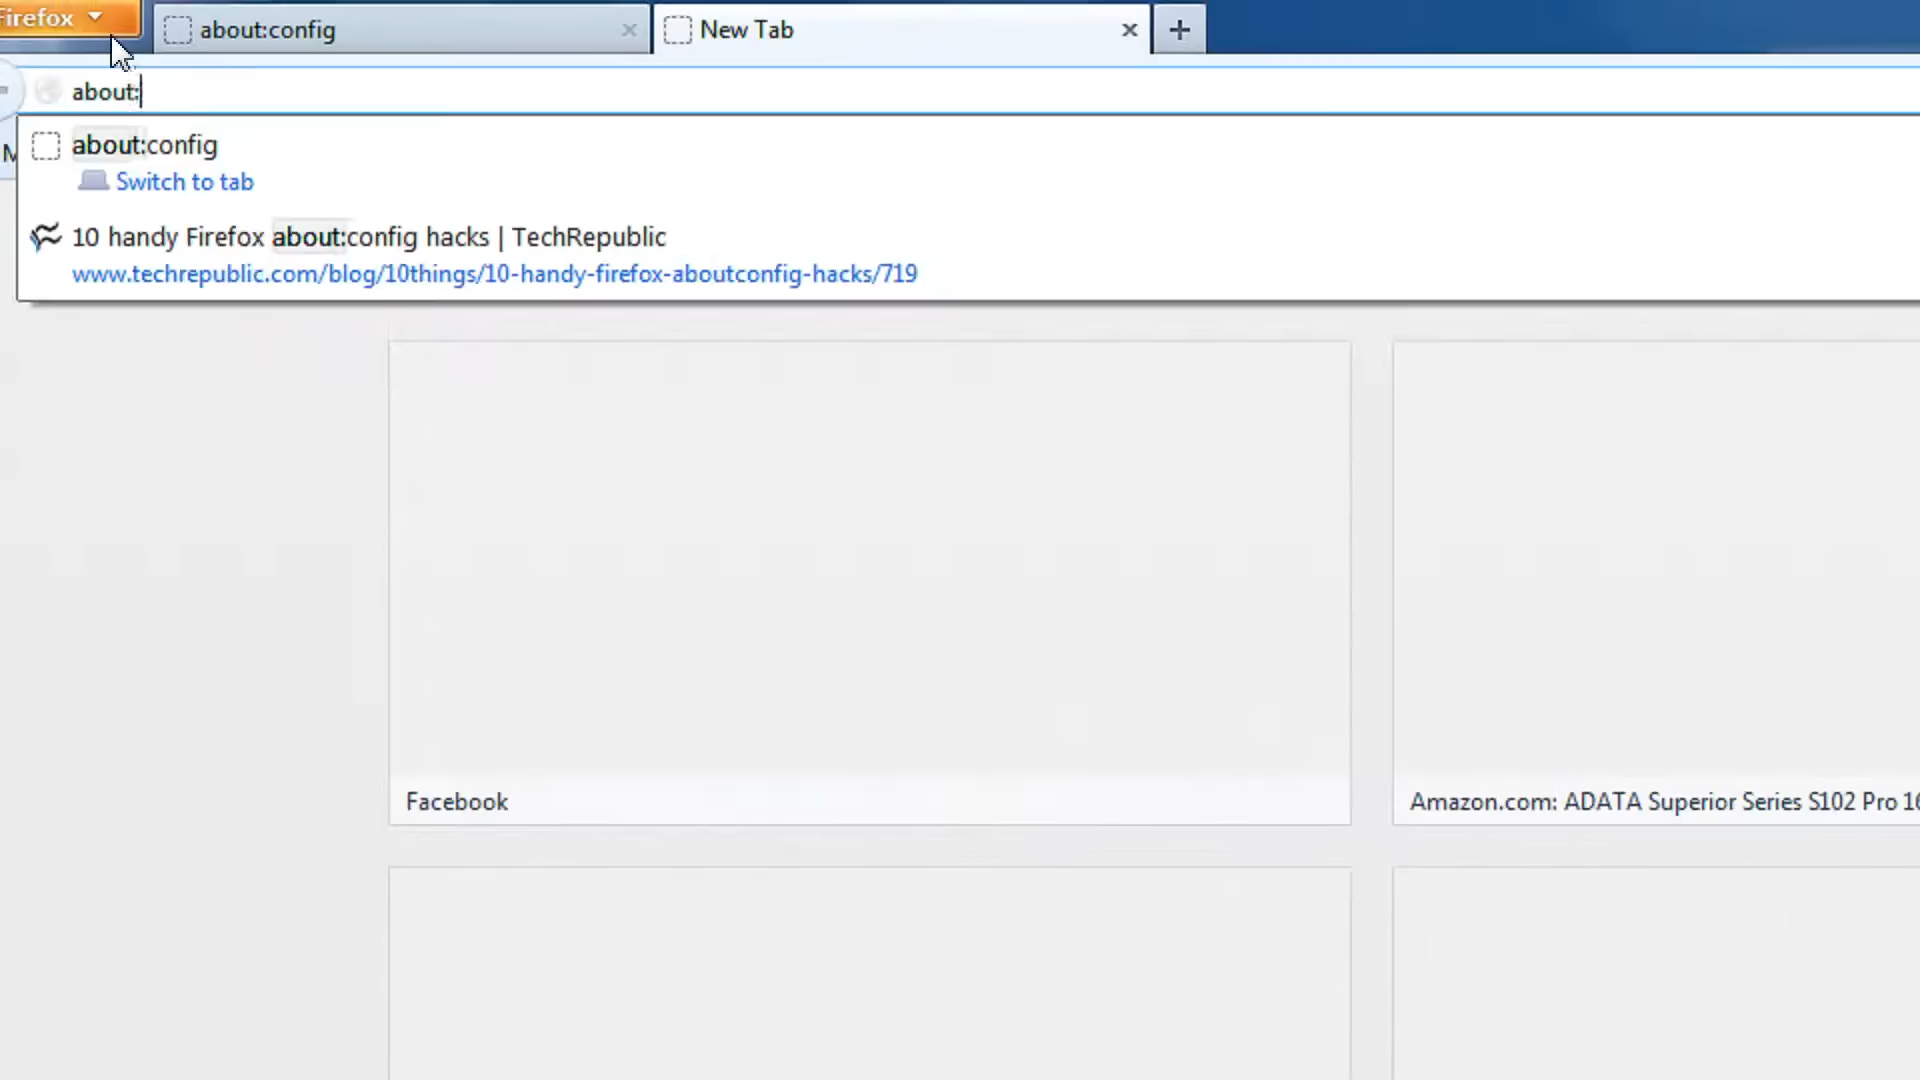 Firefox
about:config
New Tab
about:
about:config
Switch to tab
10 handy Firefox about:config hacks | TechRepublic
www.techrepublic.com/blog/10things/10-handy-firefox-aboutconfig-hacks/719
Facebook
Amazon.com: ADATA Superior Series S102 Pro 16